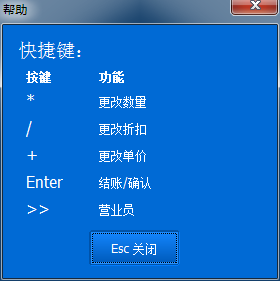 帮助
快捷键：
按键 功能
* 更改数量
/ 更改折扣
+ 更改单价
Enter 结账/确认
>> 营业员
Esc 关闭